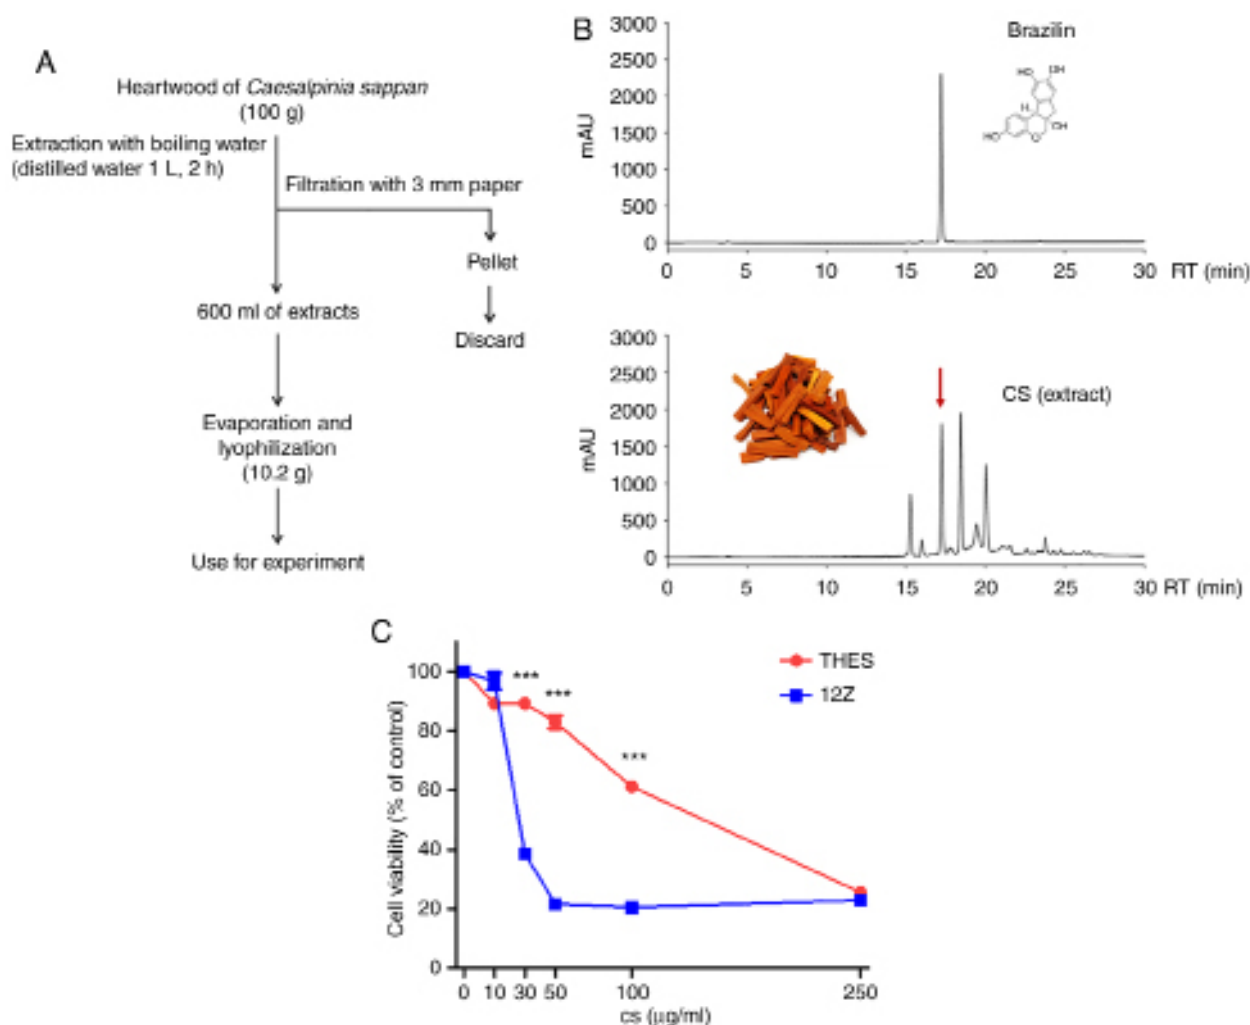 A
Heartwood of Caesalpinia sappan
(100 g)
Extraction with boiling water
(distilled water 1 L, 2 h)
Filtration with 3 mm paper
Pellet
Discard
600 ml of extracts
Evaporation and
lyophilization
(10.2 g)
Use for experiment
B
Brazilin
mAU
3000
2500
2000
1500
1000
500
0
HO
OH
H
HO
O
OH
0 5 10 15 20 25 30 RT (min)
CS (extract)
mAU
3000
2500
2000
1500
1000
500
0
0 5 10 15 20 25 30 RT (min)
C
THES
12Z
Cell viability (% of control)
100
80
60
40
20
0
***
***
***
0 10 30 50 100 250
cs (µg/ml)